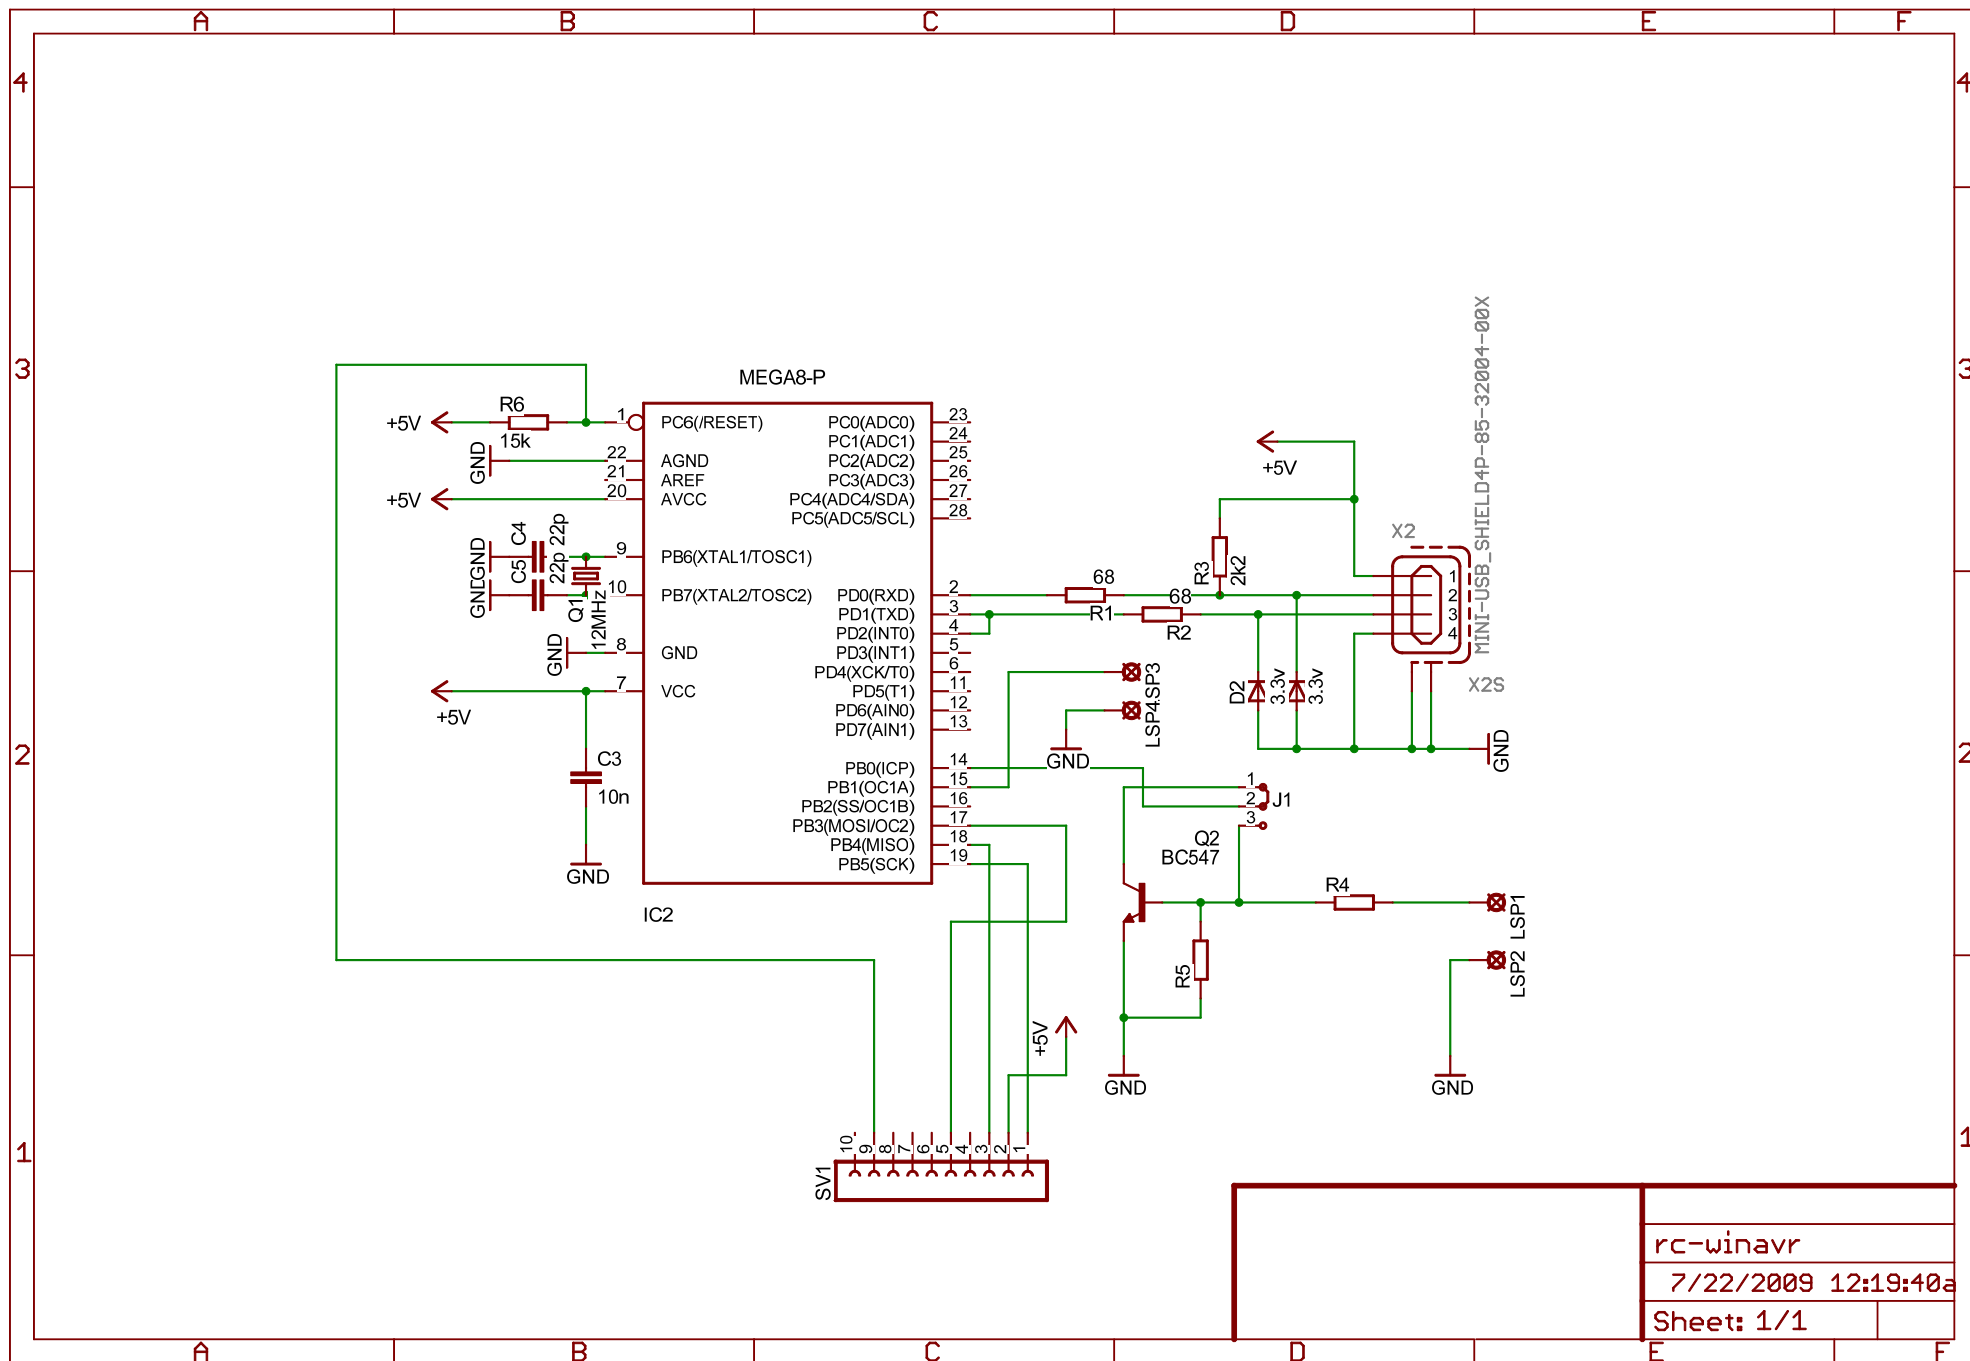 A B C D E F
4 4
3 3
2 2
1 1
MEGA8-P
IC2
1 PC6(/RESET)
22 AGND
21 AREF
20 AVCC
9 PB6(XTAL1/TOSC1)
10 PB7(XTAL2/TOSC2)
8 GND
7 VCC
PC0(ADC0) 23
PC1(ADC1) 24
PC2(ADC2) 25
PC3(ADC3) 26
PC4(ADC4/SDA) 27
PC5(ADC5/SCL) 28
PD0(RXD) 2
PD1(TXD) 3
PD2(INT0) 4
PD3(INT1) 5
PD4(XCK/T0) 6
PD5(T1) 11
PD6(AIN0) 12
PD7(AIN1) 13
PB0(ICP) 14
PB1(OC1A) 15
PB2(SS/OC1B) 16
PB3(MOSI/OC2) 17
PB4(MISO) 18
PB5(SCK) 19
+5V
R6
15k
GND
+5V
GND
C4
22p
GND
C5
22p
Q1
12MHz
GND
+5V
C3
10n
GND
68
R1
68
R2
R3
2k2
+5V
X2
1
2
3
4
MINI-USB_SHIELD4P-85-32004-00X
X2S
D2
3.3v
3.3v
GND
LSP3
LSP4
GND
1
2
3
J1
Q2
BC547
R4
R5
LSP1
LSP2
GND
GND
+5V
SV1
10 9 8 7 6 5 4 3 2 1
rc-winavr
7/22/2009 12:19:40a
Sheet: 1/1
A B C D E F